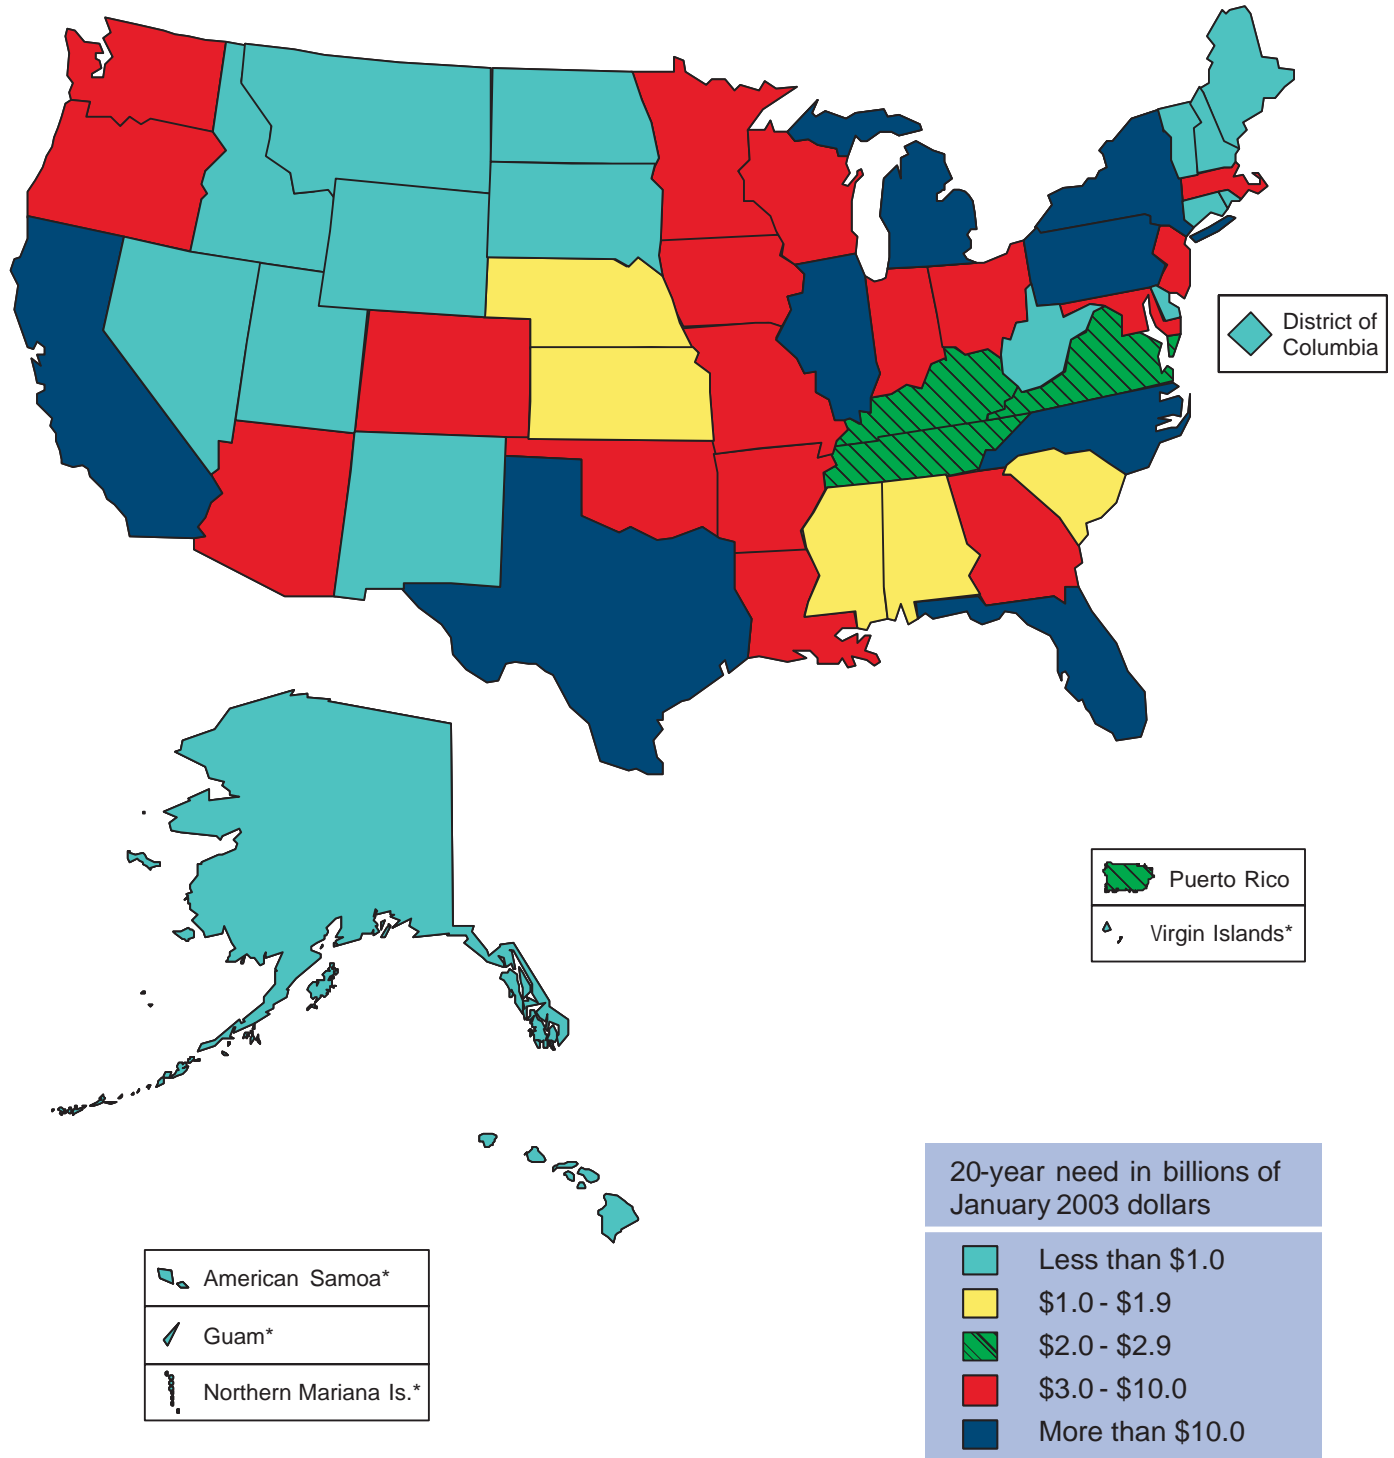 District of
Columbia
Puerto Rico
Virgin Islands*
20-year need in billions of
January 2003 dollars
Less than $1.0
$1.0 - $1.9
$2.0 - $2.9
$3.0 - $10.0
More than $10.0
American Samoa*
Guam*
Northern Mariana Is.*